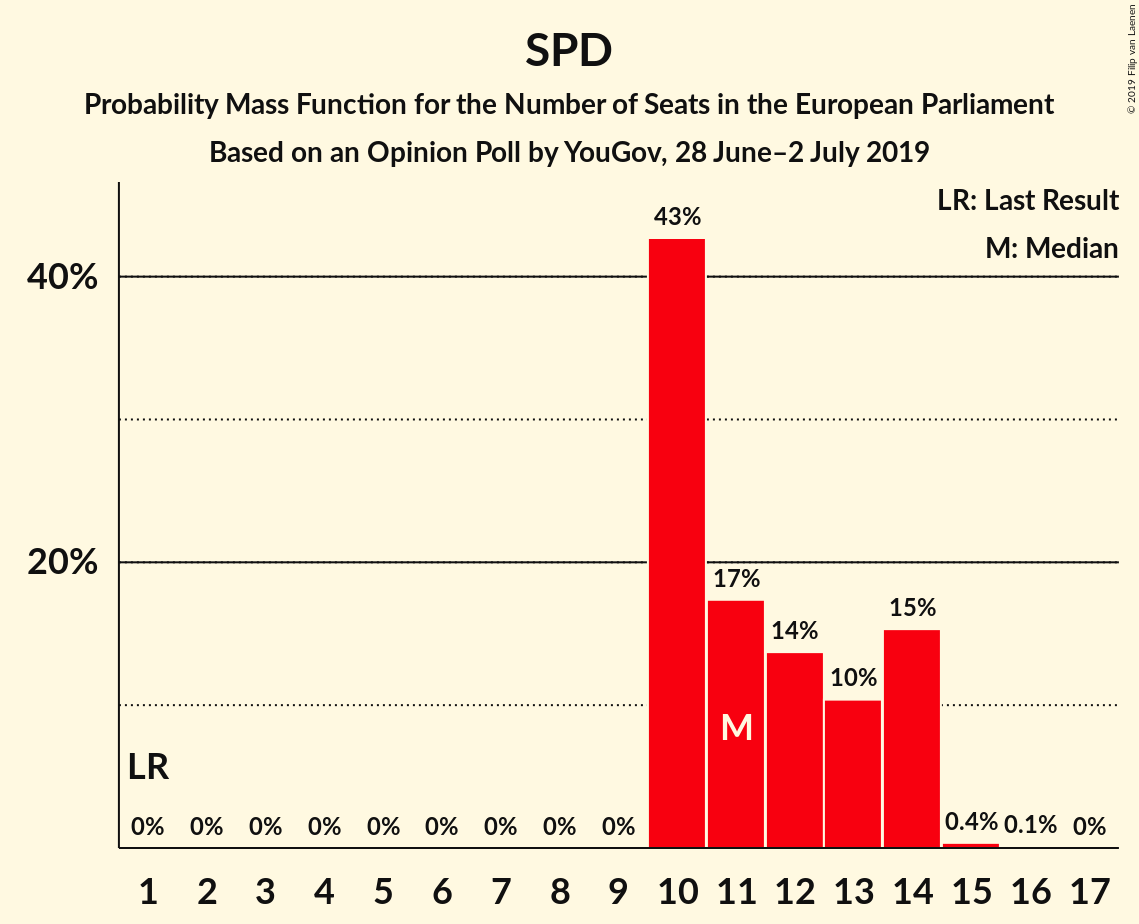 SPD
Probability Mass Function for the Number of Seats in the European Parliament
Based on an Opinion Poll by YouGov, 28 June–2 July 2019
© 2019 Filip van Laenen
LR: Last Result
M: Median
43%
40%
20%
17%
15%
14%
10%
M
LR
0% 0% 0% 0% 0% 0% 0% 0% 0% 0.4% 0.1% 0%
1 2 3 4 5 6 7 8 9 10 11 12 13 14 15 16 17